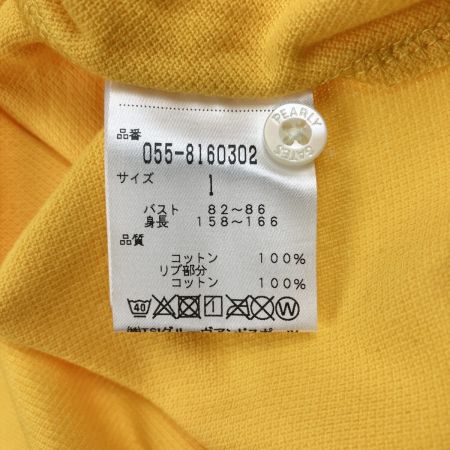 品番
055-8160302
サイズ
1
バスト 82〜86
身長 158〜166
品質
コットン 100%
リブ部分
コットン 100%
40
W
PEARLY
GATES